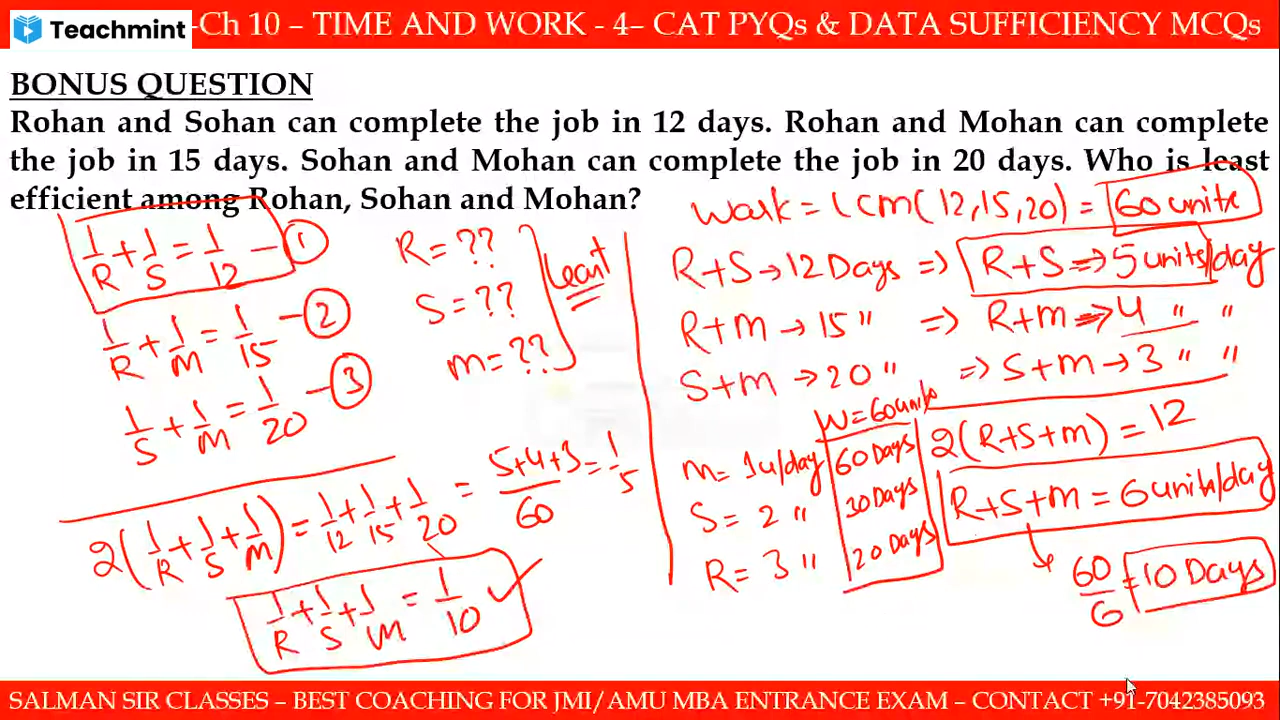 Teachmint
-Ch 10 – TIME AND WORK - 4– CAT PYQs & DATA SUFFICIENCY MCQs
BONUS QUESTION
Rohan and Sohan can complete the job in 12 days. Rohan and Mohan can complete
the job in 15 days. Sohan and Mohan can complete the job in 20 days. Who is least
efficient among Rohan, Sohan and Mohan?
1/R + 1/S = 1/12 – ①
1/R + 1/M = 1/15 – ②
1/S + 1/M = 1/20 – ③
2(1/R + 1/S + 1/M) = 1/12 + 1/15 + 1/20 = (5+4+3)/60 = 1/5
1/R + 1/S + 1/M = 1/10 ✓
R = ??
S = ??
m = ??
Least
Work = LCM(12,15,20) = 60 units
R+S → 12 Days ⇒ R+S ⇒ 5 units/day
R+m → 15 " ⇒ R+m → 4 " "
S+m → 20 " ⇒ S+m → 3 " "
2(R+S+m) = 12
R+S+m = 6 units/day
60/6 = 10 Days
W = 60 units
m = 1u/day 60 Days
S = 2 " 30 Days
R = 3 " 20 Days
SALMAN SIR CLASSES – BEST COACHING FOR JMI/AMU MBA ENTRANCE EXAM – CONTACT +91-7042385093